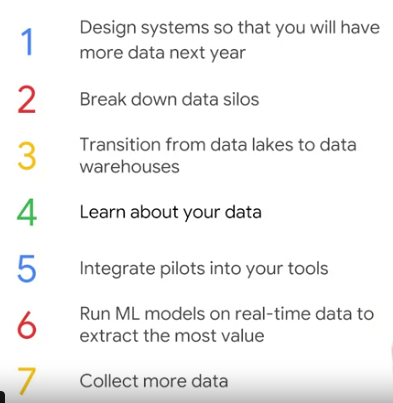 1 Design systems so that you will have
more data next year
2 Break down data silos
3 Transition from data lakes to data
warehouses
4 Learn about your data
5 Integrate pilots into your tools
6 Run ML models on real-time data to
extract the most value
7 Collect more data